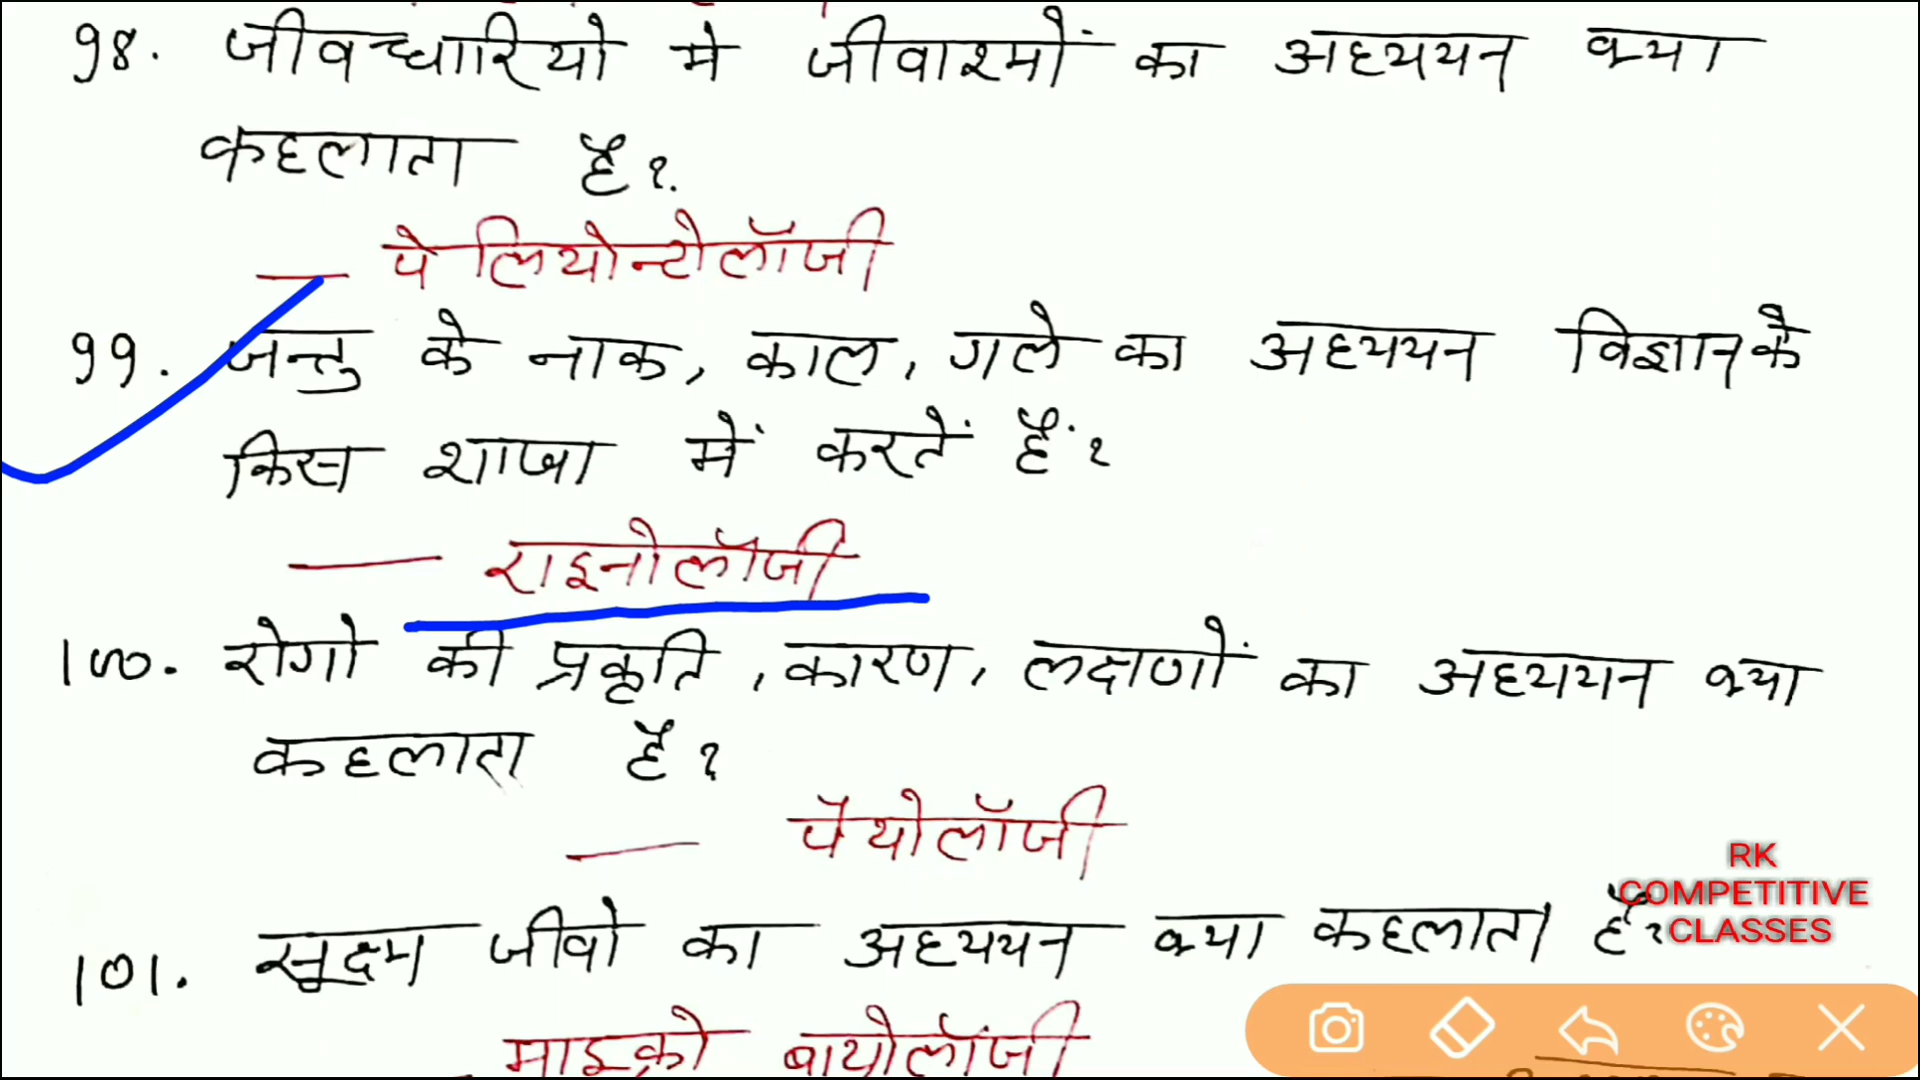 98. जीवधारियो मे जीवाश्मों का अध्ययन क्या
कहलाता है?
— पेलियोन्टोलॉजी
99. जन्तु के नाक, काल, गले का अध्ययन विज्ञान के
किस शाखा में करतें हैं?
— राइनोलॉजी
100. रोगो की प्रकृति, कारण, लक्षणों का अध्ययन क्या
कहलाता है?
— पैथोलॉजी
101. सूक्ष्म जीवो का अध्ययन क्या कहलाता है?
माइक्रो बायोलॉजी
RK
COMPETITIVE
CLASSES